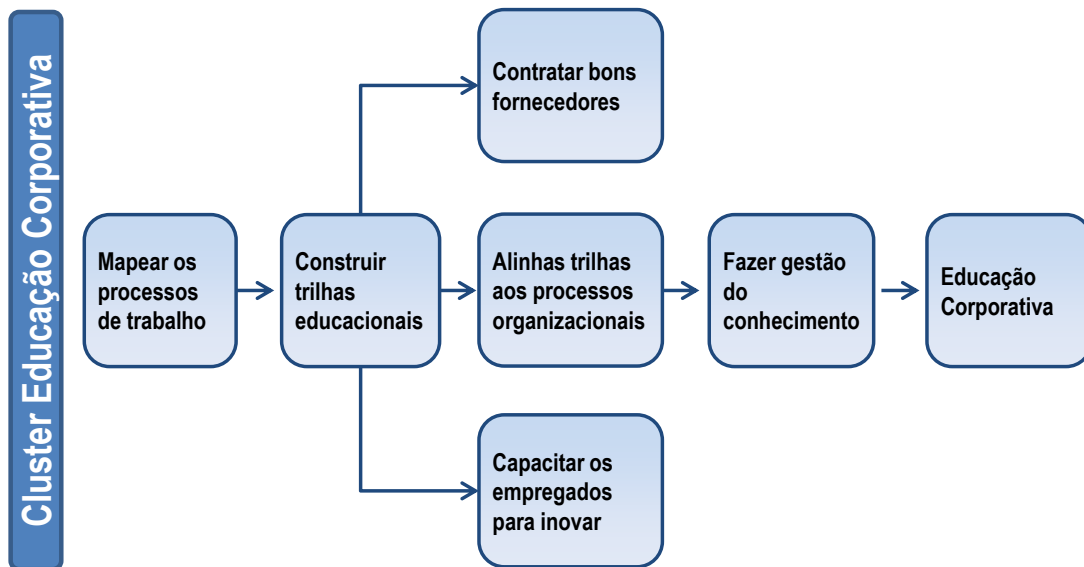 Cluster Educação Corporativa
Contratar bons
fornecedores
Mapear os
processos
de trabalho
Construir
trilhas
educacionais
Alinhas trilhas
aos processos
organizacionais
Fazer gestão
do
conhecimento
Educação
Corporativa
Capacitar os
empregados
para inovar